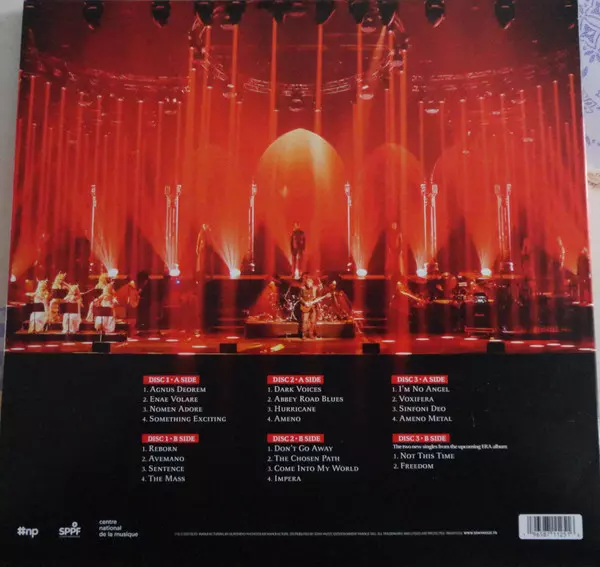 DISC 1 • A SIDE
1. AGNUS DEOREM
2. ENAE VOLARE
3. NOMEN ADORE
4. SOMETHING EXCITING
DISC 2 • A SIDE
1. DARK VOICES
2. ABBEY ROAD BLUES
3. HURRICANE
4. AMENO
DISC 3 • A SIDE
1. I'M NO ANGEL
2. VOXIFERA
3. SINFONI DEO
4. AMENO METAL
DISC 1 • B SIDE
1. REBORN
2. AVEMANO
3. SENTENCE
4. THE MASS
DISC 2 • B SIDE
1. DON'T GO AWAY
2. THE CHOSEN PATH
3. COME INTO MY WORLD
4. IMPERA
DISC 3 • B SIDE
The two new singles from the upcoming ERA album
1. NOT THIS TIME
2. FREEDOM
#np
SPPF
centre
national
de la musique